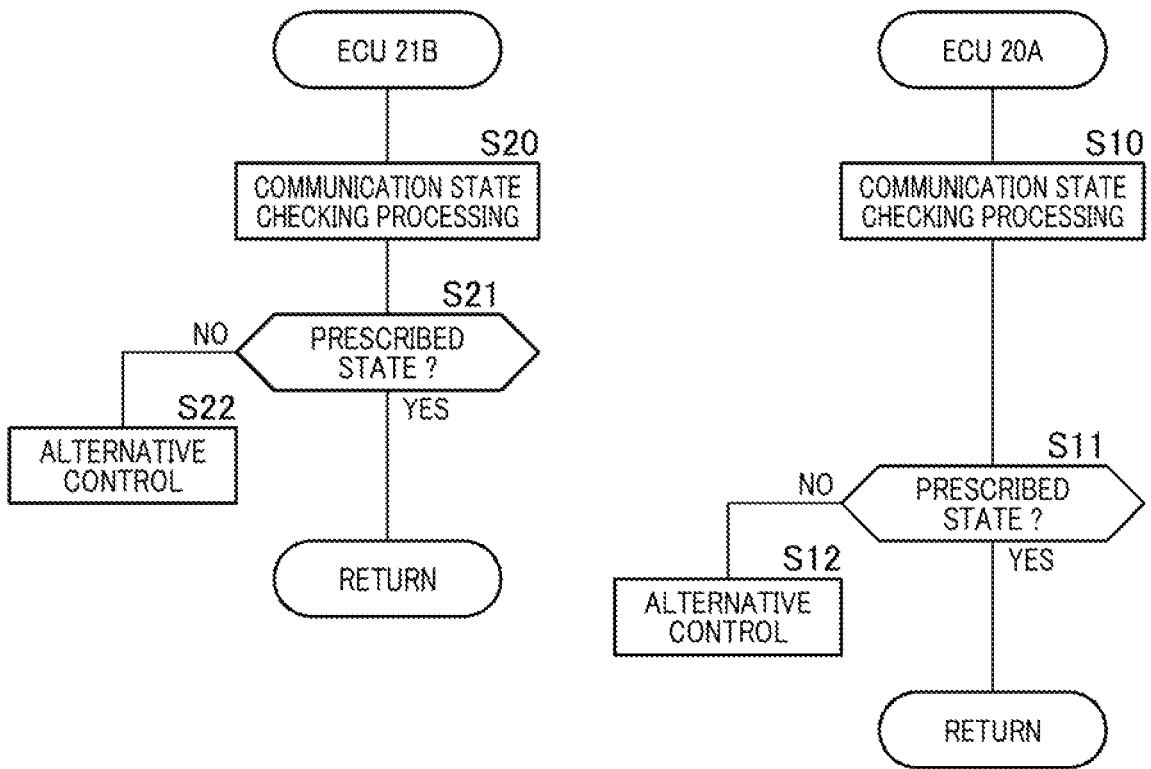 ECU 21B
S20
COMMUNICATION STATE
CHECKING PROCESSING
S21
PRESCRIBED
STATE ?
NO
YES
S22
ALTERNATIVE
CONTROL
RETURN
ECU 20A
S10
COMMUNICATION STATE
CHECKING PROCESSING
S11
PRESCRIBED
STATE ?
NO
YES
S12
ALTERNATIVE
CONTROL
RETURN